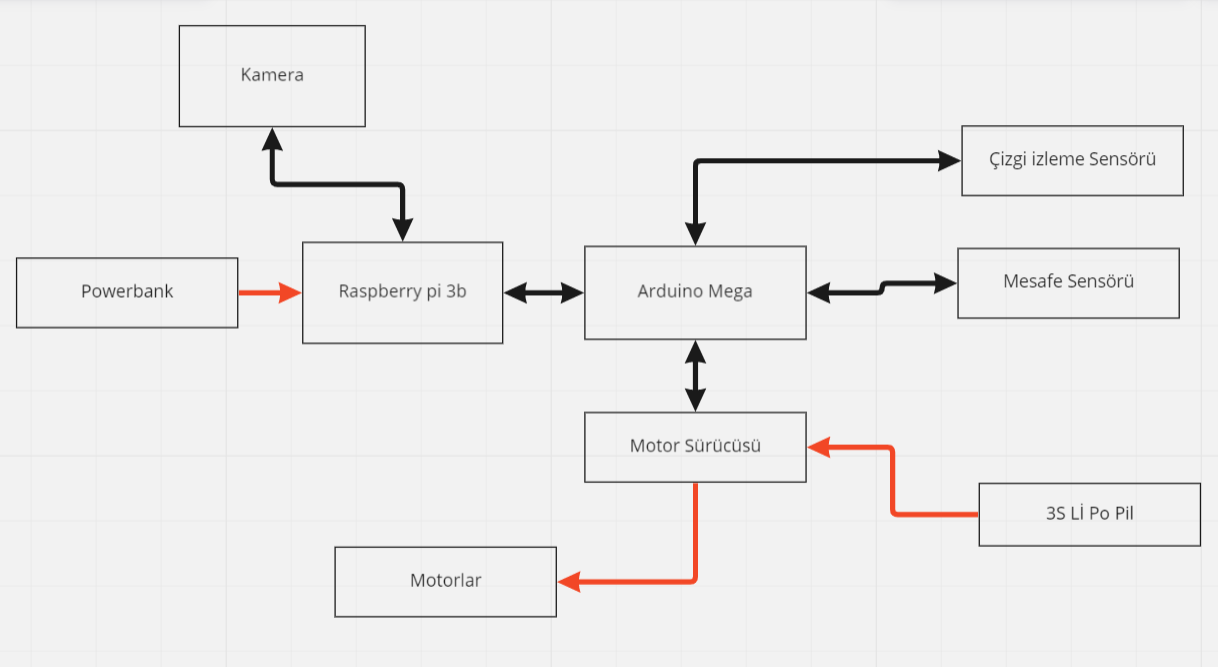 Kamera
Çizgi izleme Sensörü
Powerbank
Raspberry pi 3b
Arduino Mega
Mesafe Sensörü
Motor Sürücüsü
3S Lİ Po Pil
Motorlar